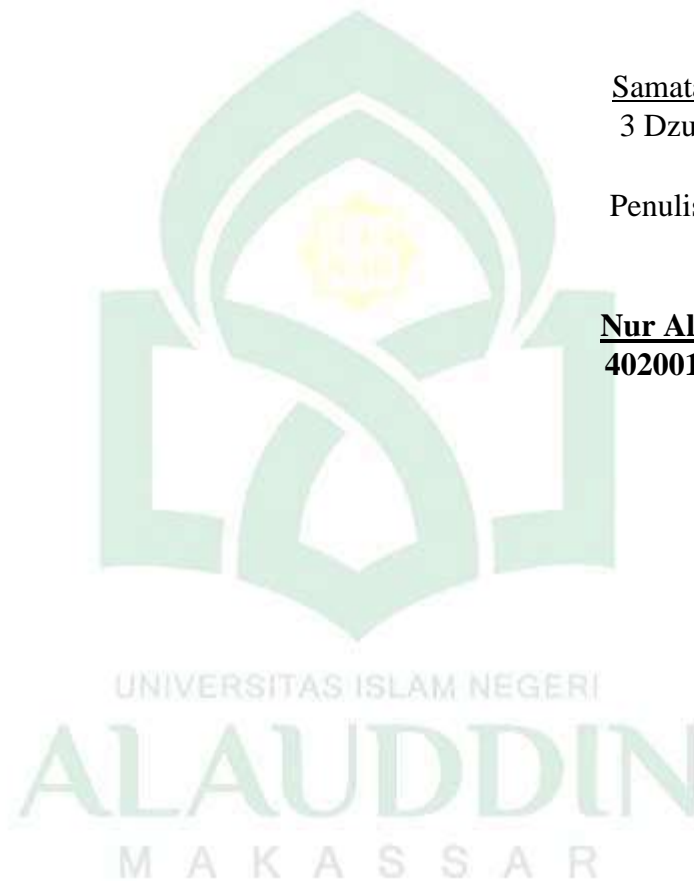 Samata
3 Dzu
Penulis
Nur Al
402001
UNIVERSITAS ISLAM NEGERI
ALAUDDIN
MAKASSAR